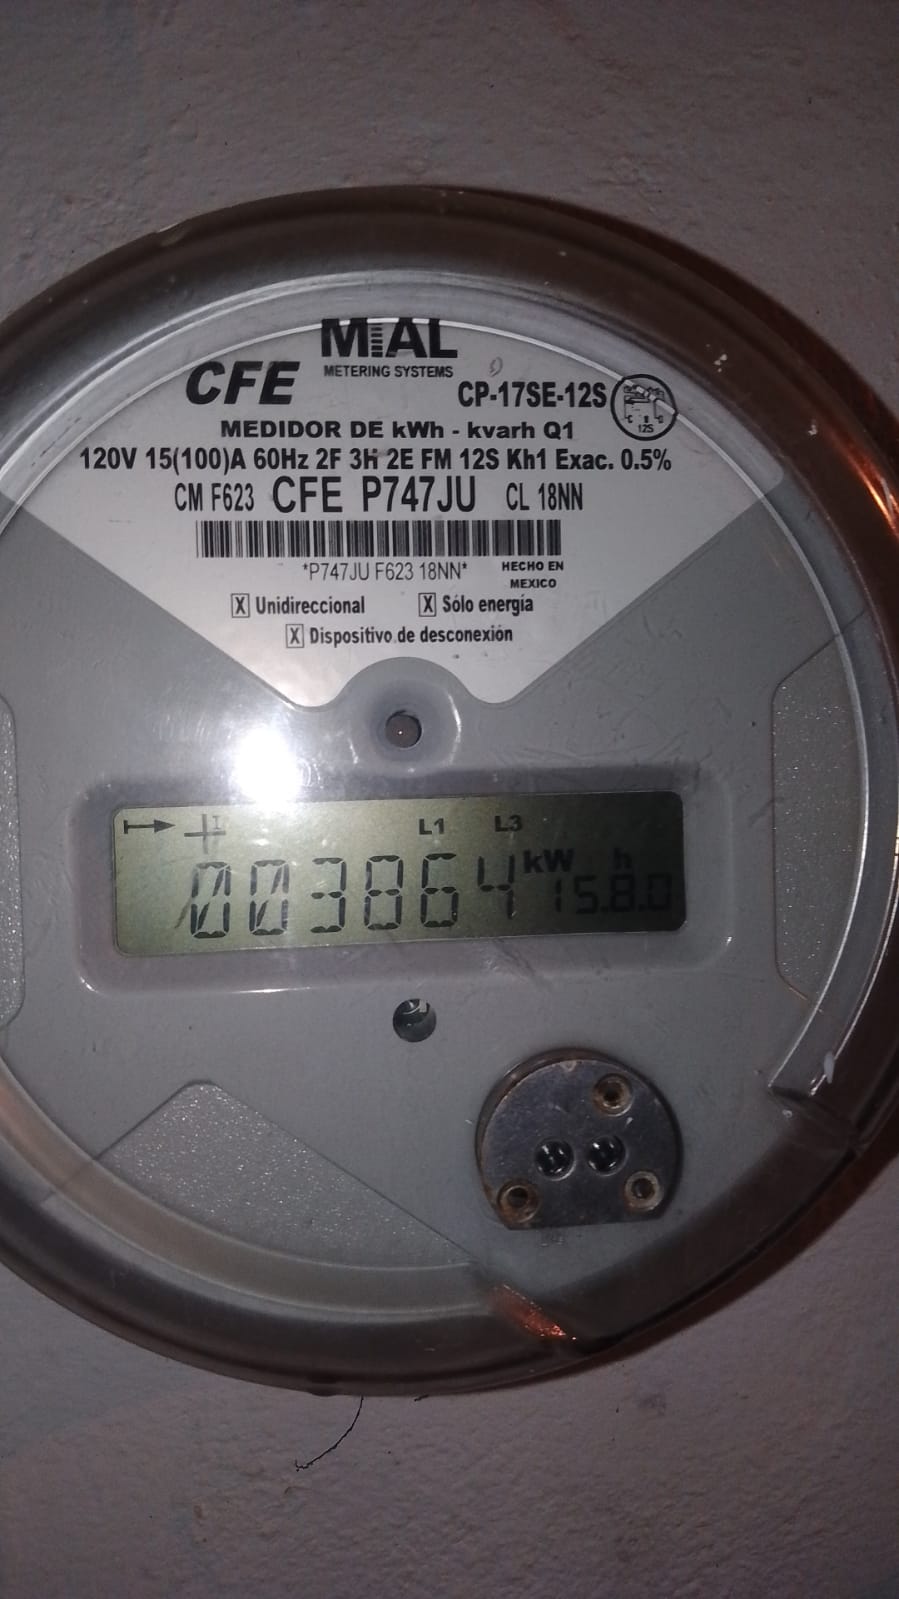 MIAL
METERING SYSTEMS
CFE
CP-17SE-12S
12S
MEDIDOR DE kWh - kvarh Q1
120V 15(100)A 60Hz 2F 3H 2E FM 12S Kh1 Exac. 0.5%
CM F623 CFE P747JU CL 18NN
*P747JU F623 18NN*
HECHO EN
MEXICO
X Unidireccional X Sólo energía
X Dispositivo de desconexión
L1 L3
003864 kW h 15.8.0